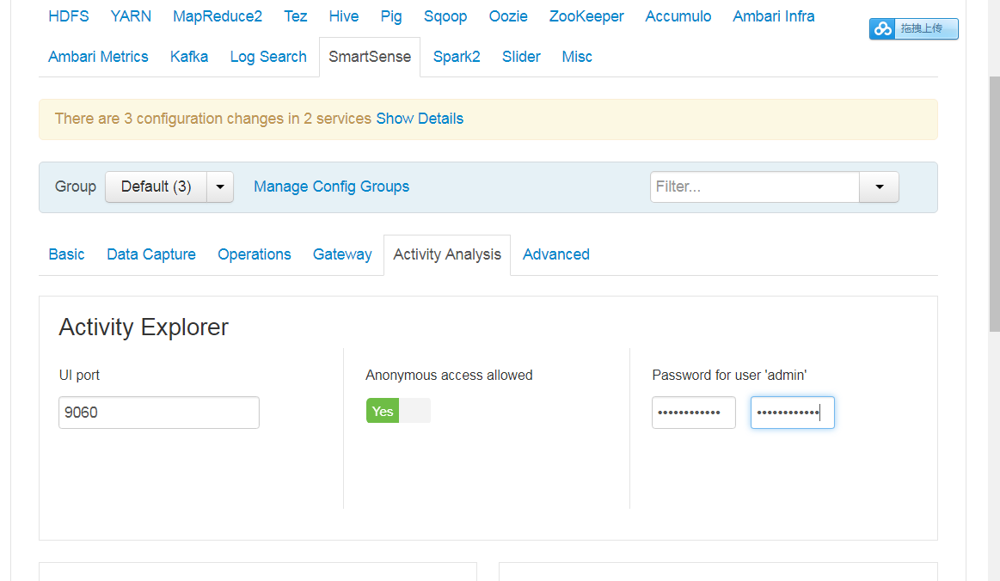 HDFS YARN MapReduce2 Tez Hive Pig Sqoop Oozie ZooKeeper Accumulo Ambari Infra
拖拽上传
Ambari Metrics Kafka Log Search SmartSense Spark2 Slider Misc
There are 3 configuration changes in 2 services Show Details
Group Default (3) Manage Config Groups Filter...
Basic Data Capture Operations Gateway Activity Analysis Advanced
Activity Explorer
UI port Anonymous access allowed Password for user 'admin'
9060 Yes •••••••••••• ••••••••••••